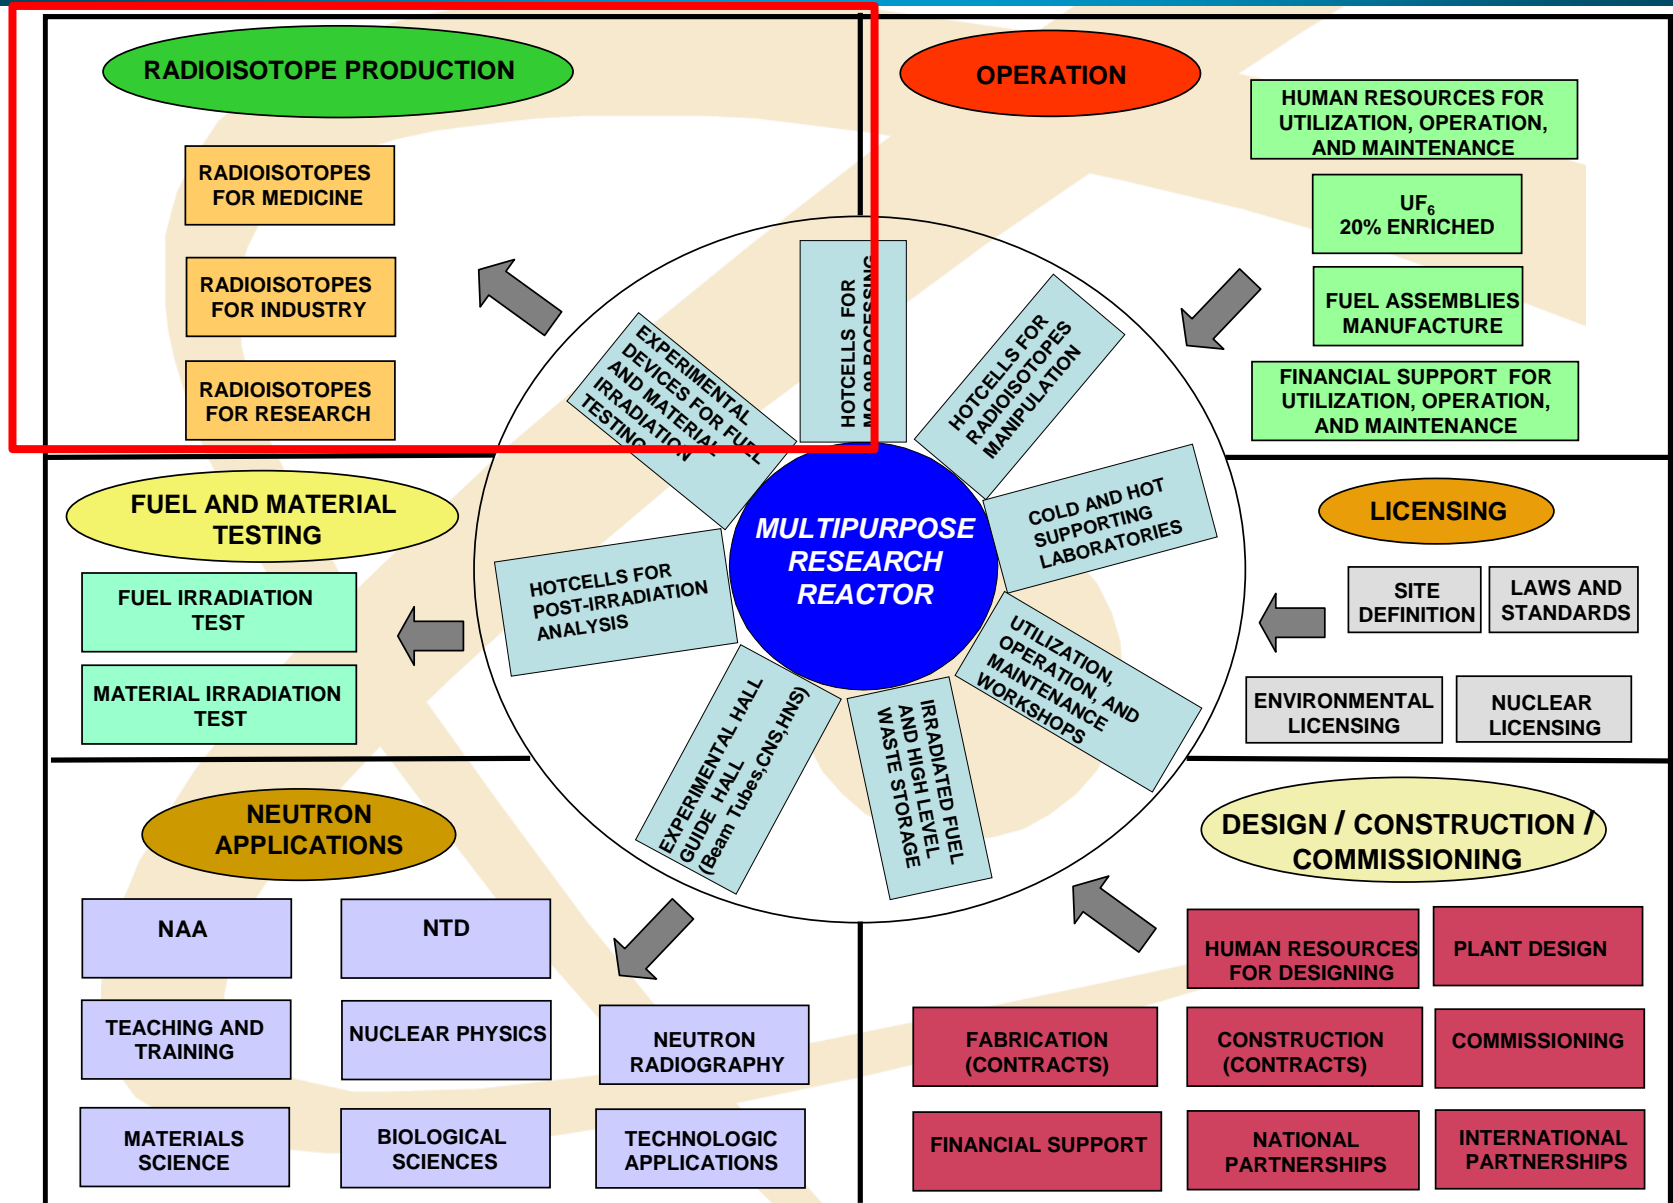 RADIOISOTOPE PRODUCTION
RADIOISOTOPES
FOR MEDICINE
RADIOISOTOPES
FOR INDUSTRY
RADIOISOTOPES
FOR RESEARCH
OPERATION
HUMAN RESOURCES FOR
UTILIZATION, OPERATION,
AND MAINTENANCE
UF6
20% ENRICHED
FUEL ASSEMBLIES
MANUFACTURE
FINANCIAL SUPPORT FOR
UTILIZATION, OPERATION,
AND MAINTENANCE
EXPERIMENTAL
DEVICES FOR FUEL
AND MATERIAL
IRRADIATION
TESTING
HOTCELLS FOR
MO-99 ROCESSING
HOTCELLS FOR
RADIOISOTOPES
MANIPULATION
COLD AND HOT
SUPPORTING
LABORATORIES
MULTIPURPOSE
RESEARCH
REACTOR
HOTCELLS FOR
POST-IRRADIATION
ANALYSIS
UTILIZATION,
OPERATION, AND
MAINTENANCE
WORKSHOPS
EXPERIMENTAL HALL
GUIDE HALL
(Beam Tubes,CNS,HNS)
IRRADIATED FUEL
AND HIGH LEVEL
WASTE STORAGE
FUEL AND MATERIAL
TESTING
FUEL IRRADIATION
TEST
MATERIAL IRRADIATION
TEST
LICENSING
SITE
DEFINITION
LAWS AND
STANDARDS
ENVIRONMENTAL
LICENSING
NUCLEAR
LICENSING
NEUTRON
APPLICATIONS
NAA
NTD
TEACHING AND
TRAINING
NUCLEAR PHYSICS
NEUTRON
RADIOGRAPHY
MATERIALS
SCIENCE
BIOLOGICAL
SCIENCES
TECHNOLOGIC
APPLICATIONS
DESIGN / CONSTRUCTION /
COMMISSIONING
HUMAN RESOURCES
FOR DESIGNING
PLANT DESIGN
FABRICATION
(CONTRACTS)
CONSTRUCTION
(CONTRACTS)
COMMISSIONING
FINANCIAL SUPPORT
NATIONAL
PARTNERSHIPS
INTERNATIONAL
PARTNERSHIPS